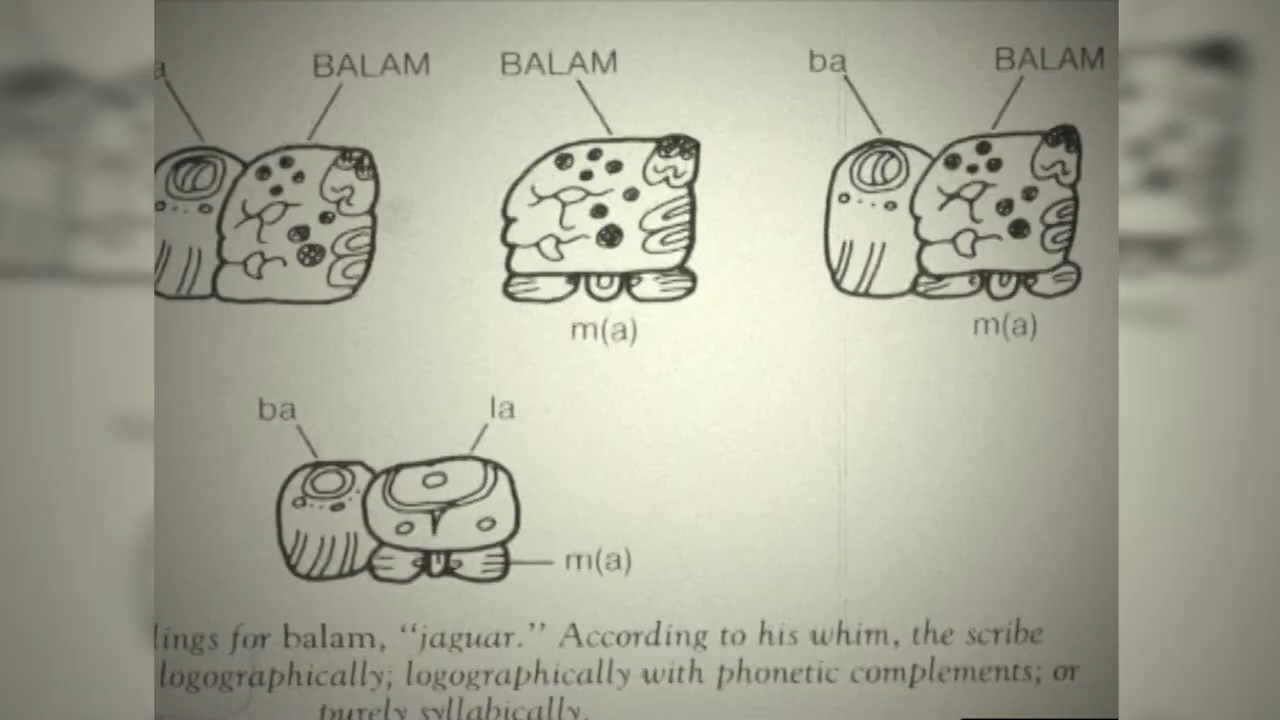 a BALAM BALAM ba BALAM
m(a) m(a)
ba la
m(a)
lings for balam, “jaguar.” According to his whim, the scribe
logographically; logographically with phonetic complements; or
purely syllabically.